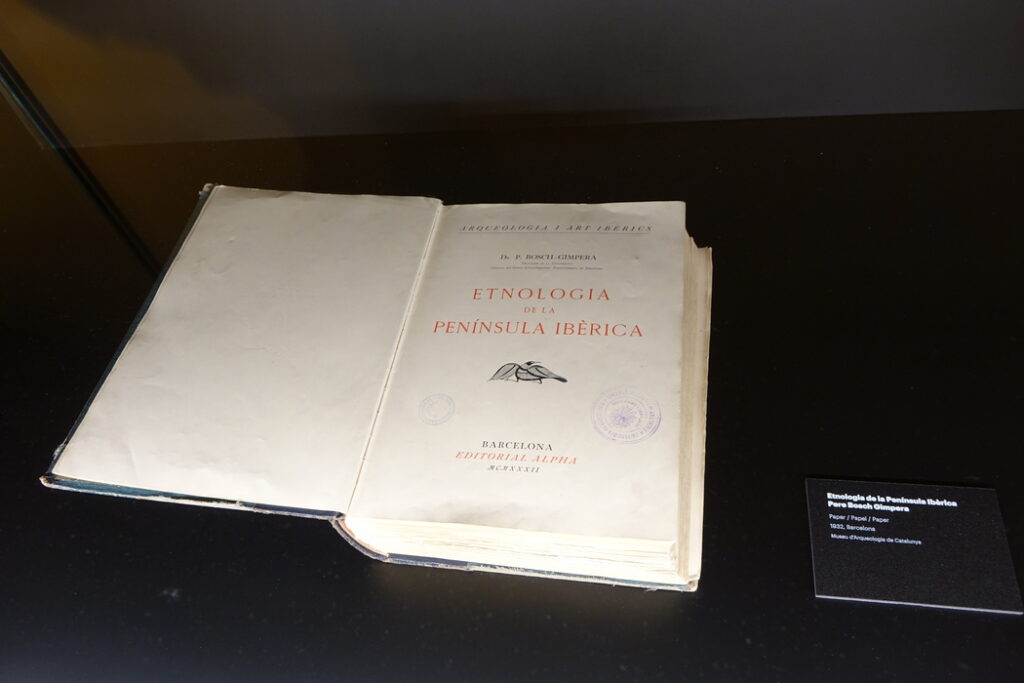 ARQUEOLOGIA I ART IBÈRICS
Dr. P. BOSCH-GIMPERA
ETNOLOGIA
DE LA
PENÍNSULA IBÈRICA
BARCELONA
EDITORIAL ALPHA
MCMXXXII
Etnologia de la Península Ibèrica
Pere Bosch Gimpera
Paper / Papel / Paper
1932, Barcelona
Museu d'Arqueologia de Catalunya